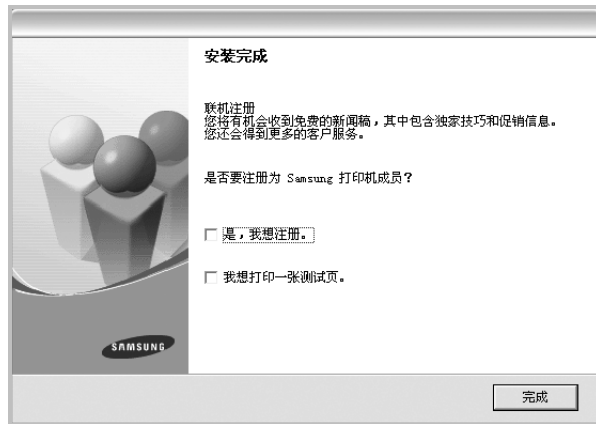 安装完成
联机注册
您将有机会收到免费的新闻稿，其中包含独家技巧和促销信息。
您还会得到更多的客户服务。
是否要注册为 Samsung 打印机成员？
是，我想注册。
我想打印一张测试页。
SAMSUNG
完成